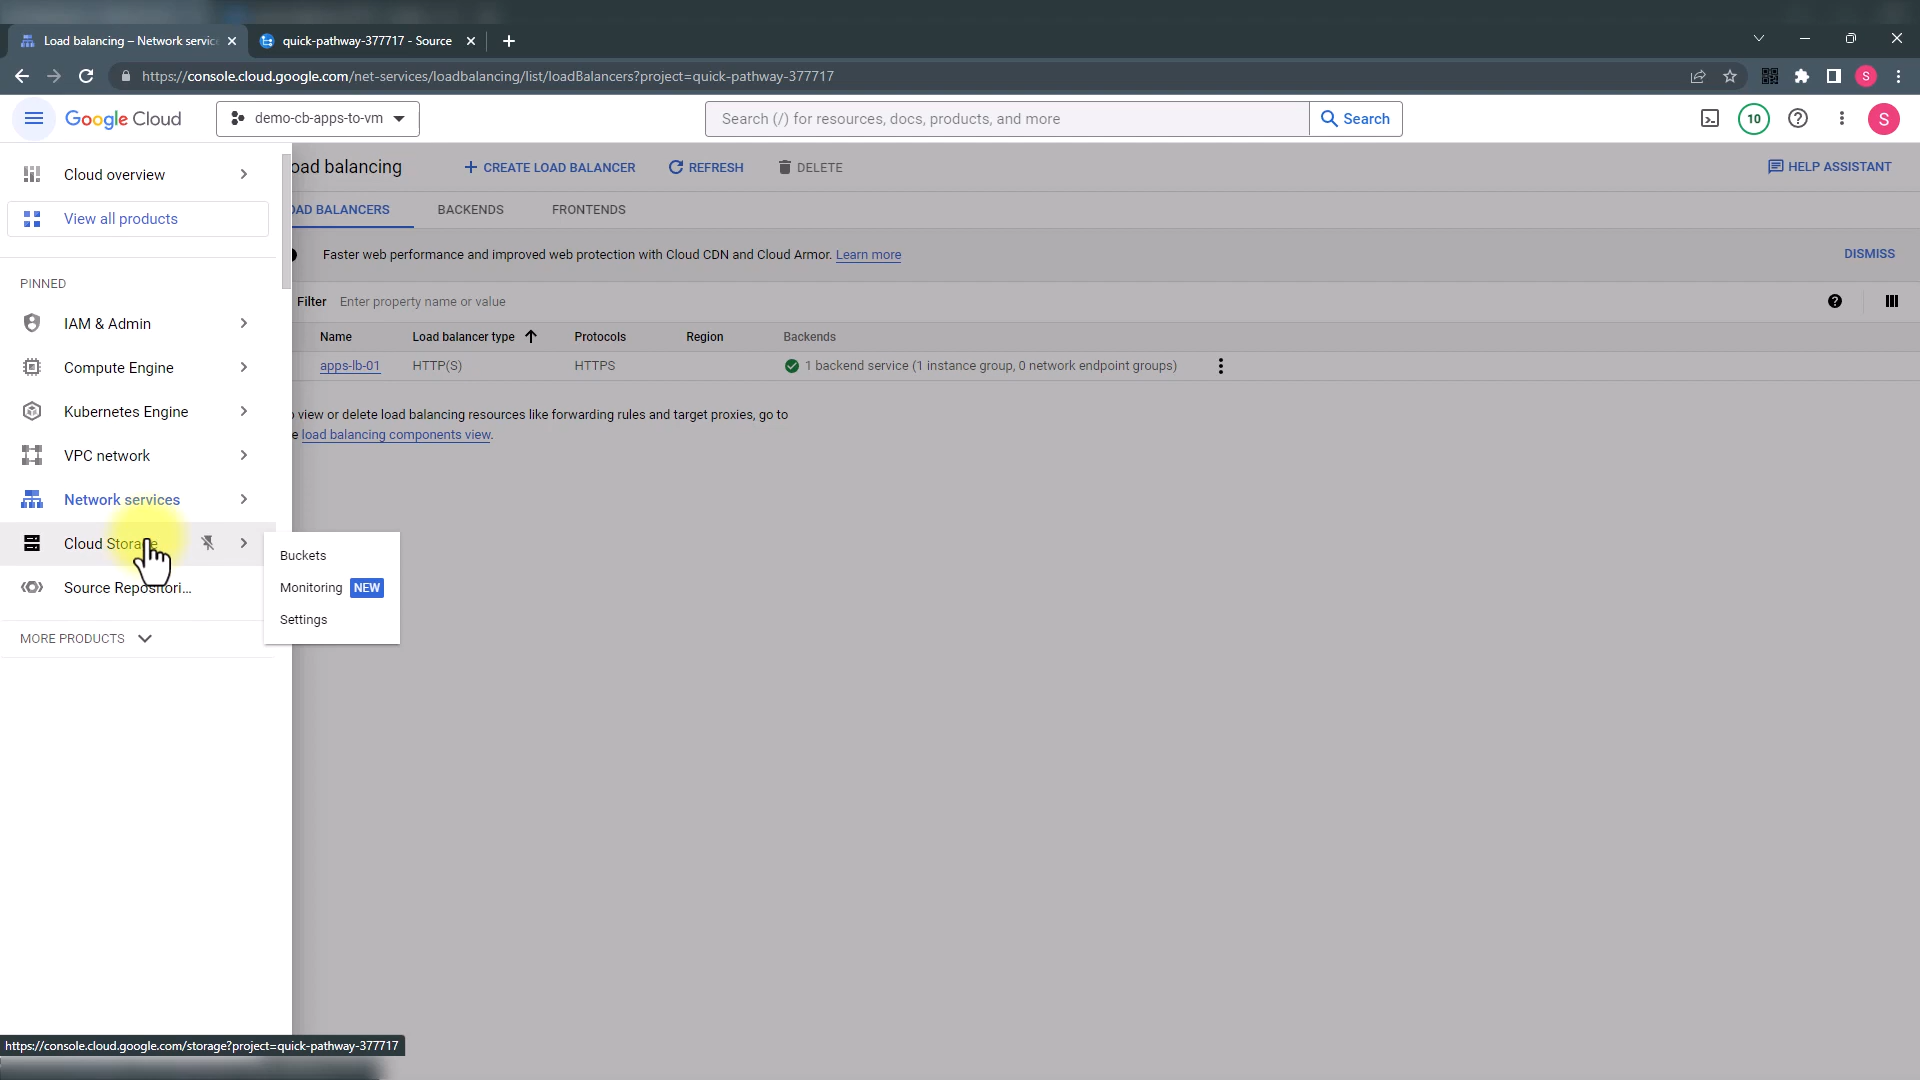 Load balancing – Network servic
quick-pathway-377717 - Source
https://console.cloud.google.com/net-services/loadbalancing/list/loadBalancers?project=quick-pathway-377717
S
Google Cloud
demo-cb-apps-to-vm
Search (/) for resources, docs, products, and more
Search
10
S
Cloud overview
View all products
PINNED
IAM & Admin
Compute Engine
Kubernetes Engine
VPC network
Network services
Cloud Storage
Source Repositori...
MORE PRODUCTS
Buckets
Monitoring NEW
Settings
oad balancing
CREATE LOAD BALANCER
REFRESH
DELETE
HELP ASSISTANT
OAD BALANCERS
BACKENDS
FRONTENDS
Faster web performance and improved web protection with Cloud CDN and Cloud Armor. Learn more
DISMISS
Filter Enter property name or value
Name Load balancer type Protocols Region Backends
apps-lb-01 HTTP(S) HTTPS 1 backend service (1 instance group, 0 network endpoint groups)
view or delete load balancing resources like forwarding rules and target proxies, go to
e load balancing components view.
https://console.cloud.google.com/storage?project=quick-pathway-377717